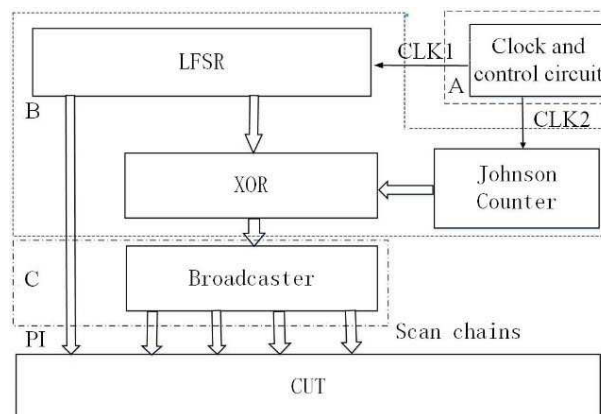 LFSR
CLK1
Clock and
control circuit
A
B
CLK2
XOR
Johnson
Counter
C
Broadcaster
PI
Scan chains
CUT